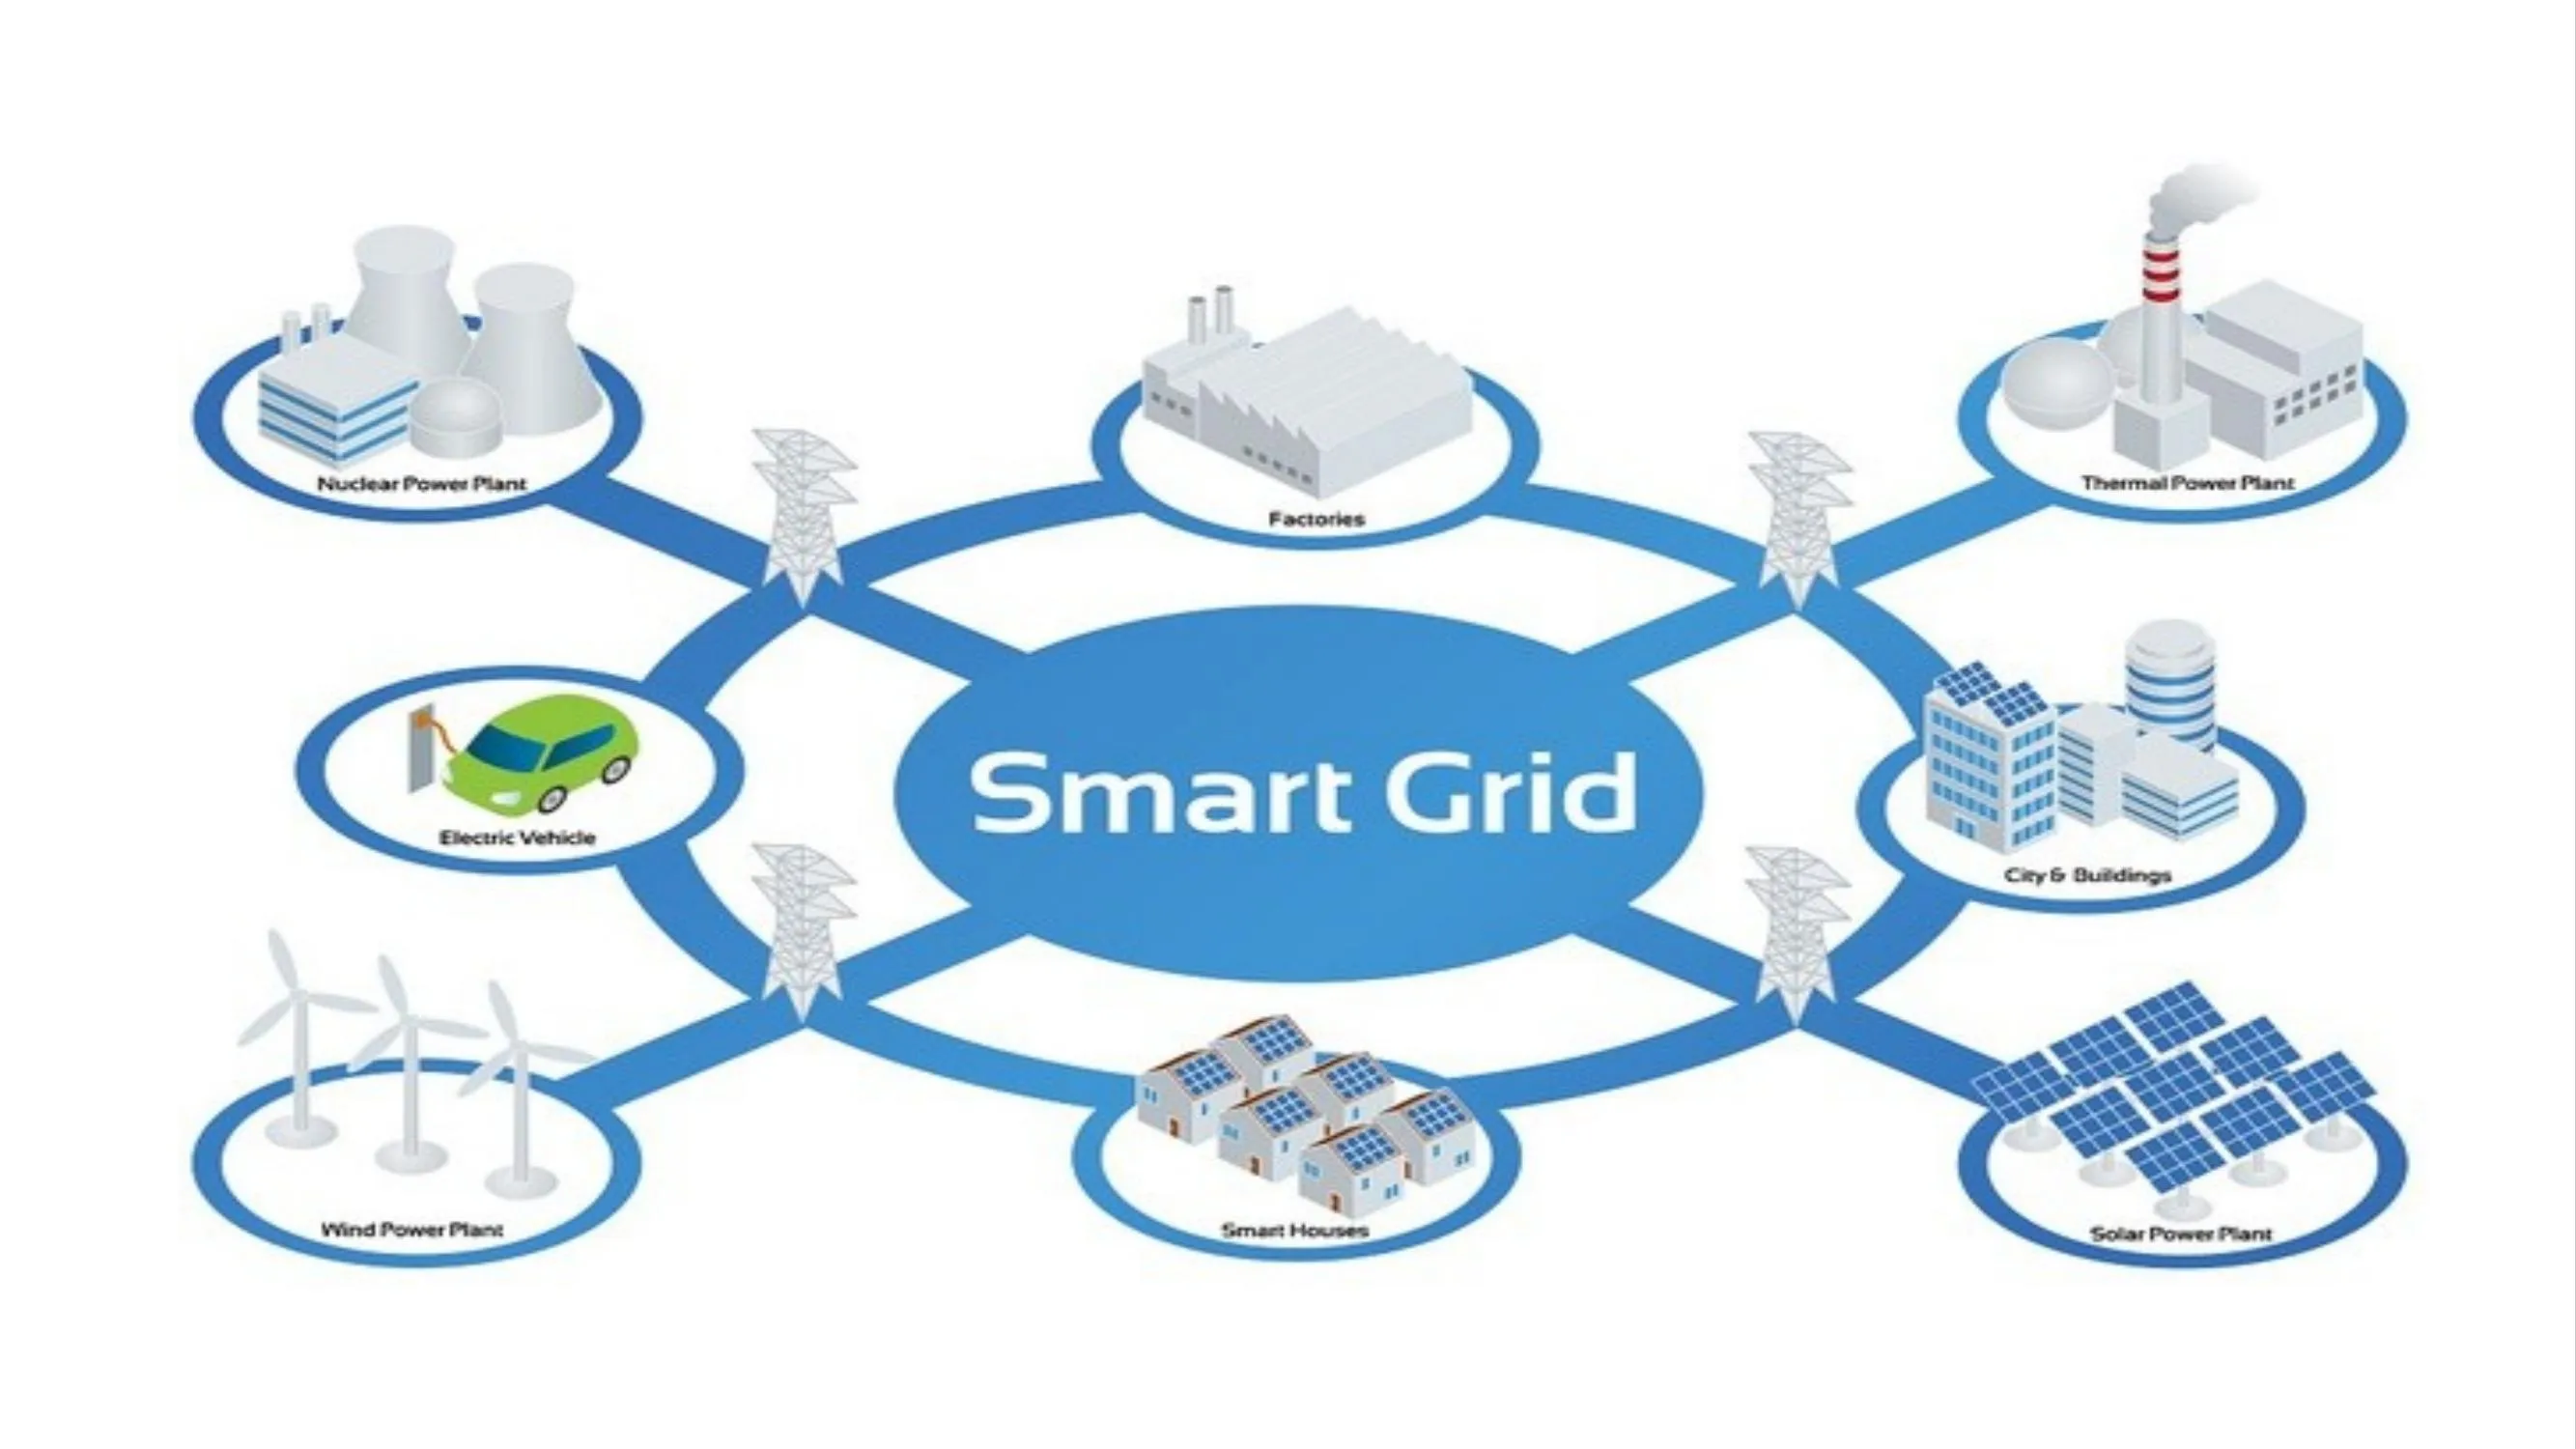 Nuclear Power Plant
Factories
Thermal Power Plant
Smart Grid
Electric Vehicle
City & Buildings
Wind Power Plant
Smart Houses
Solar Power Plant